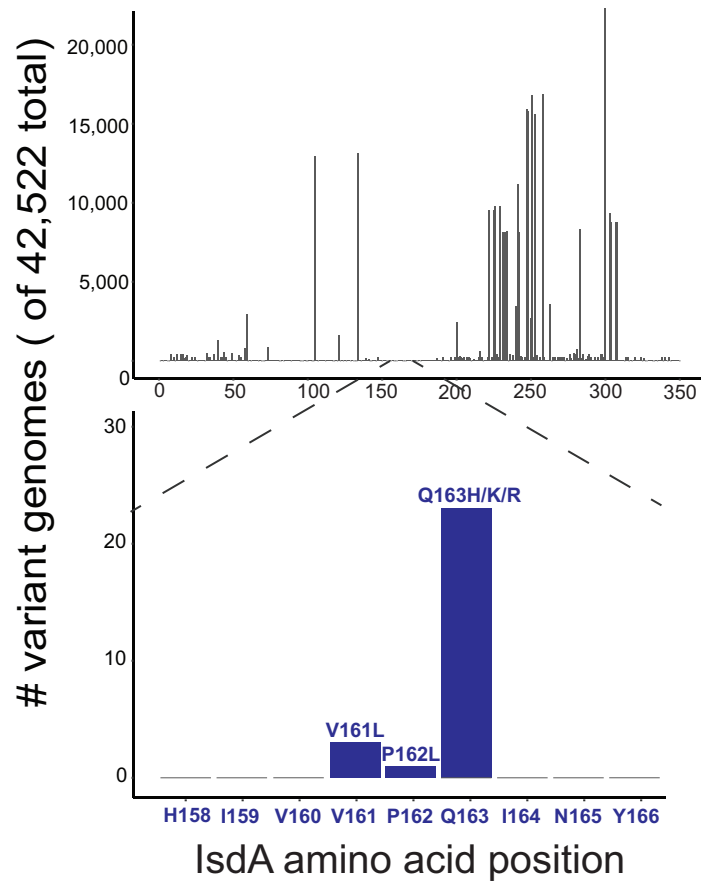 # variant genomes ( of 42,522 total)
20,000
15,000
10,000
5,000
0
0 50 100 150 200 250 300 350
30
20
10
0
Q163H/K/R
V161L
P162L
H158 I159 V160 V161 P162 Q163 I164 N165 Y166
IsdA amino acid position